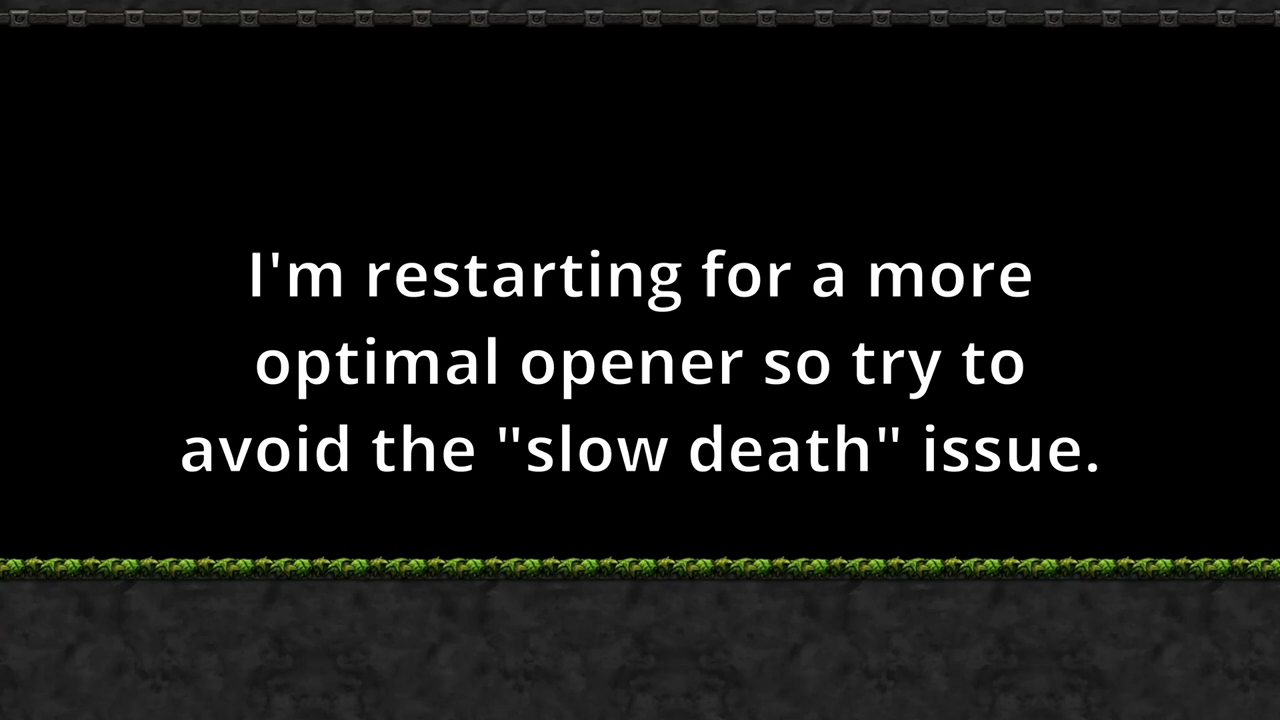 I'm restarting for a more
optimal opener so try to
avoid the "slow death" issue.